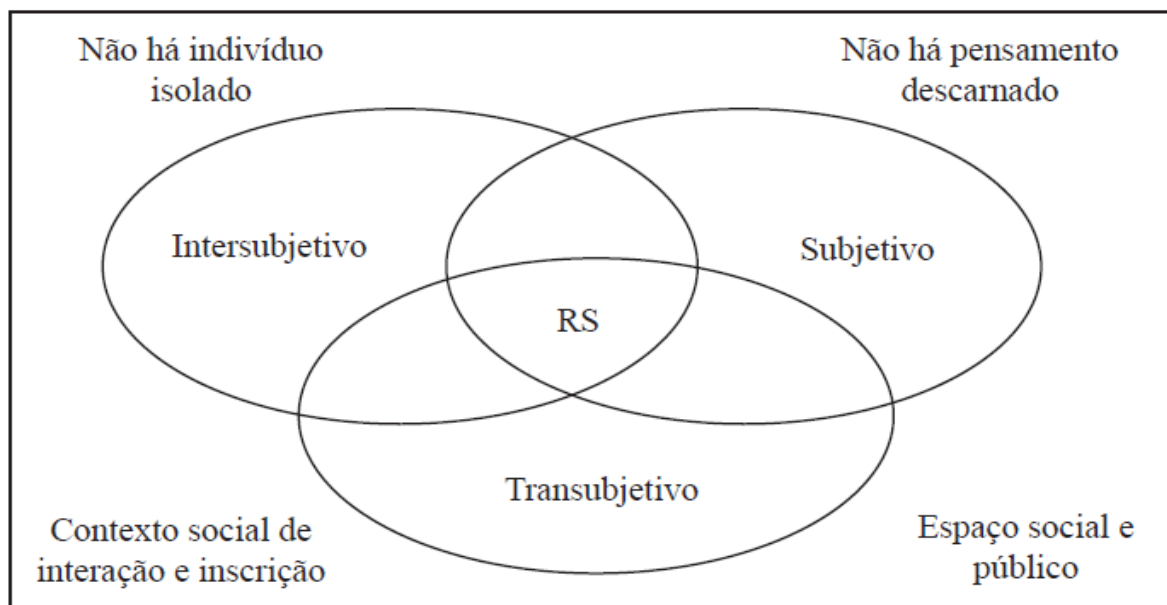 Não há indivíduo
isolado
Não há pensamento
descarnado
Intersubjetivo
Subjetivo
RS
Transubjetivo
Contexto social de
interação e inscrição
Espaço social e
público